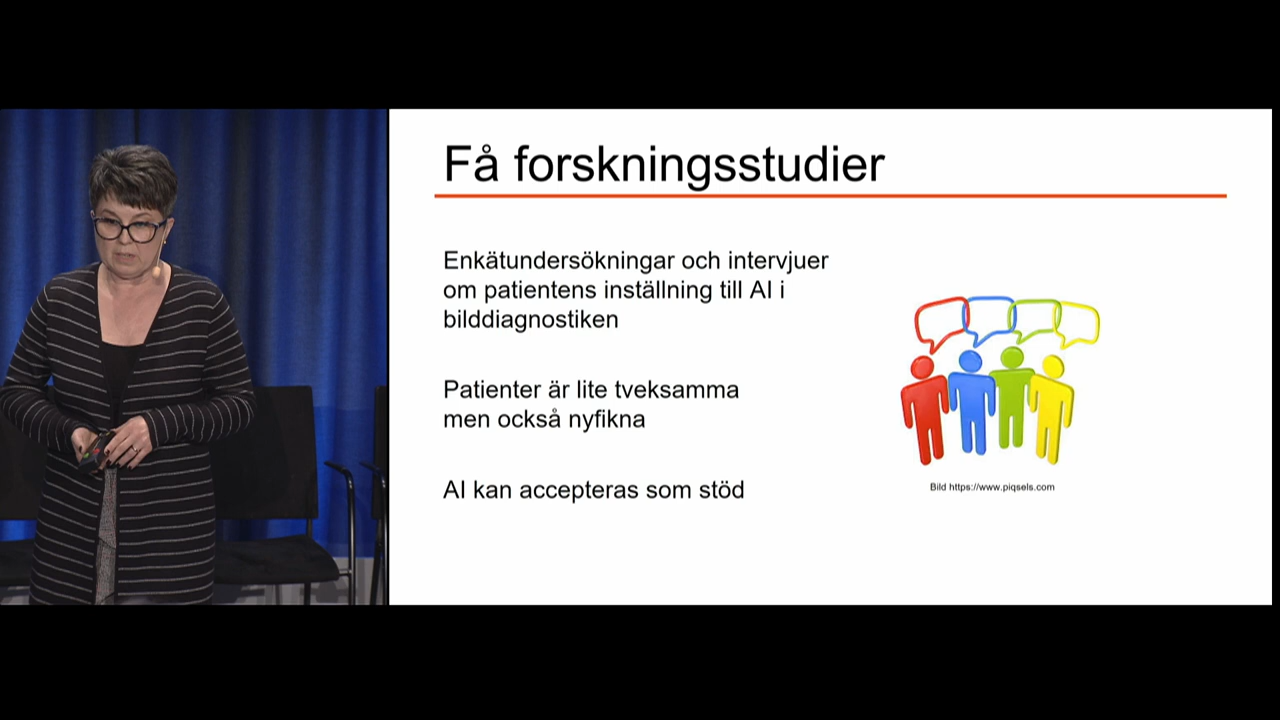 Få forskningsstudier
Enkätundersökningar och intervjuer
om patientens inställning till AI i
bilddiagnostiken
Patienter är lite tveksamma
men också nyfikna
AI kan accepteras som stöd
Bild https://www.piqsels.com